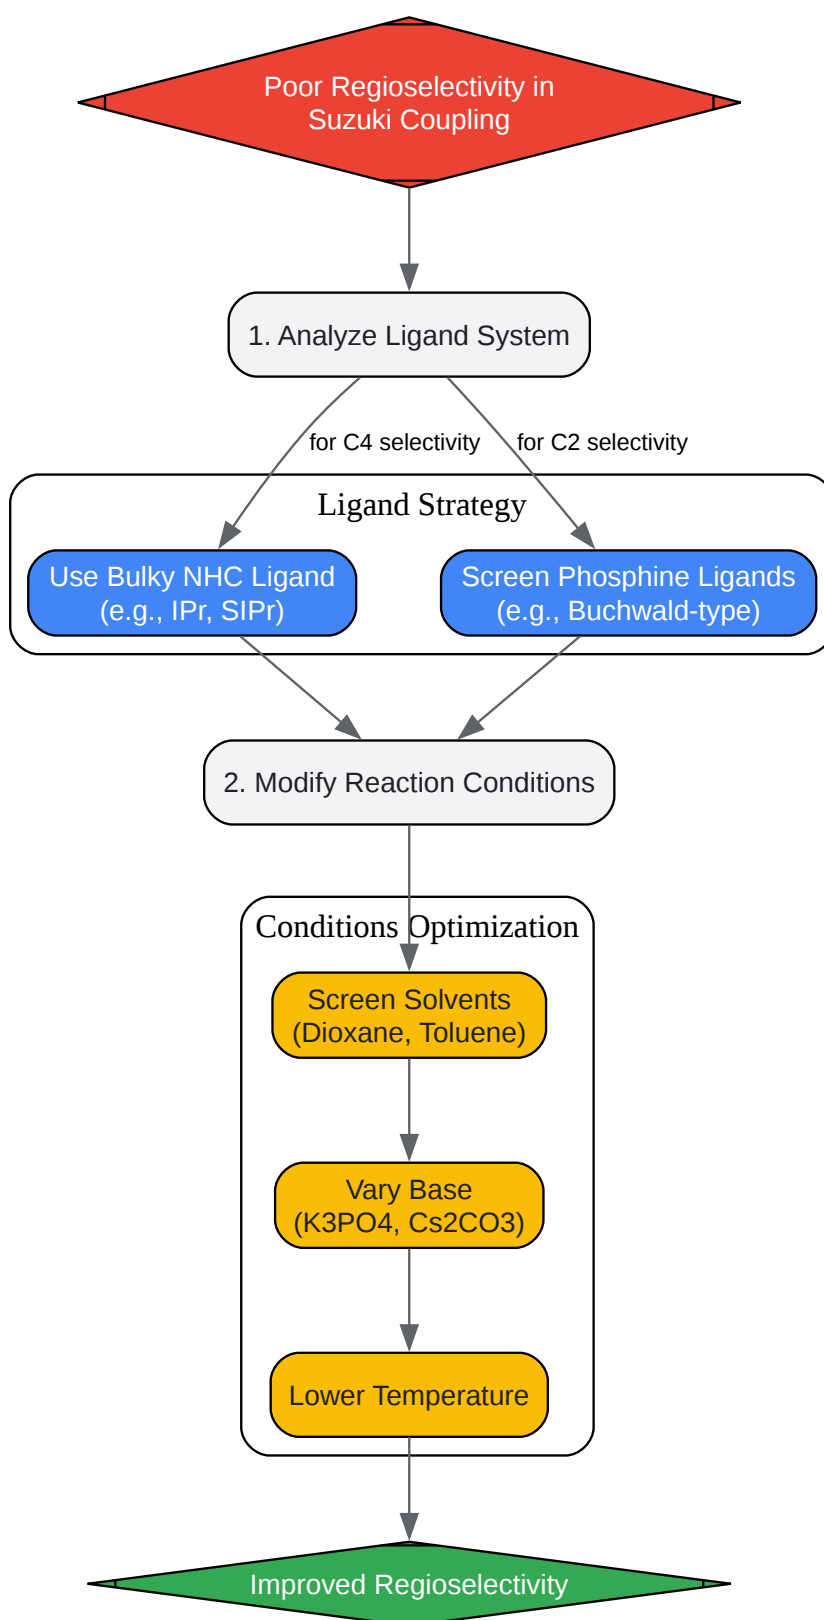 Poor Regioselectivity in
Suzuki Coupling
1. Analyze Ligand System
for C4 selectivity
for C2 selectivity
Ligand Strategy
Use Bulky NHC Ligand
(e.g., IPr, SIPr)
Screen Phosphine Ligands
(e.g., Buchwald-type)
2. Modify Reaction Conditions
Conditions Optimization
Screen Solvents
(Dioxane, Toluene)
Vary Base
(K3PO4, Cs2CO3)
Lower Temperature
Improved Regioselectivity